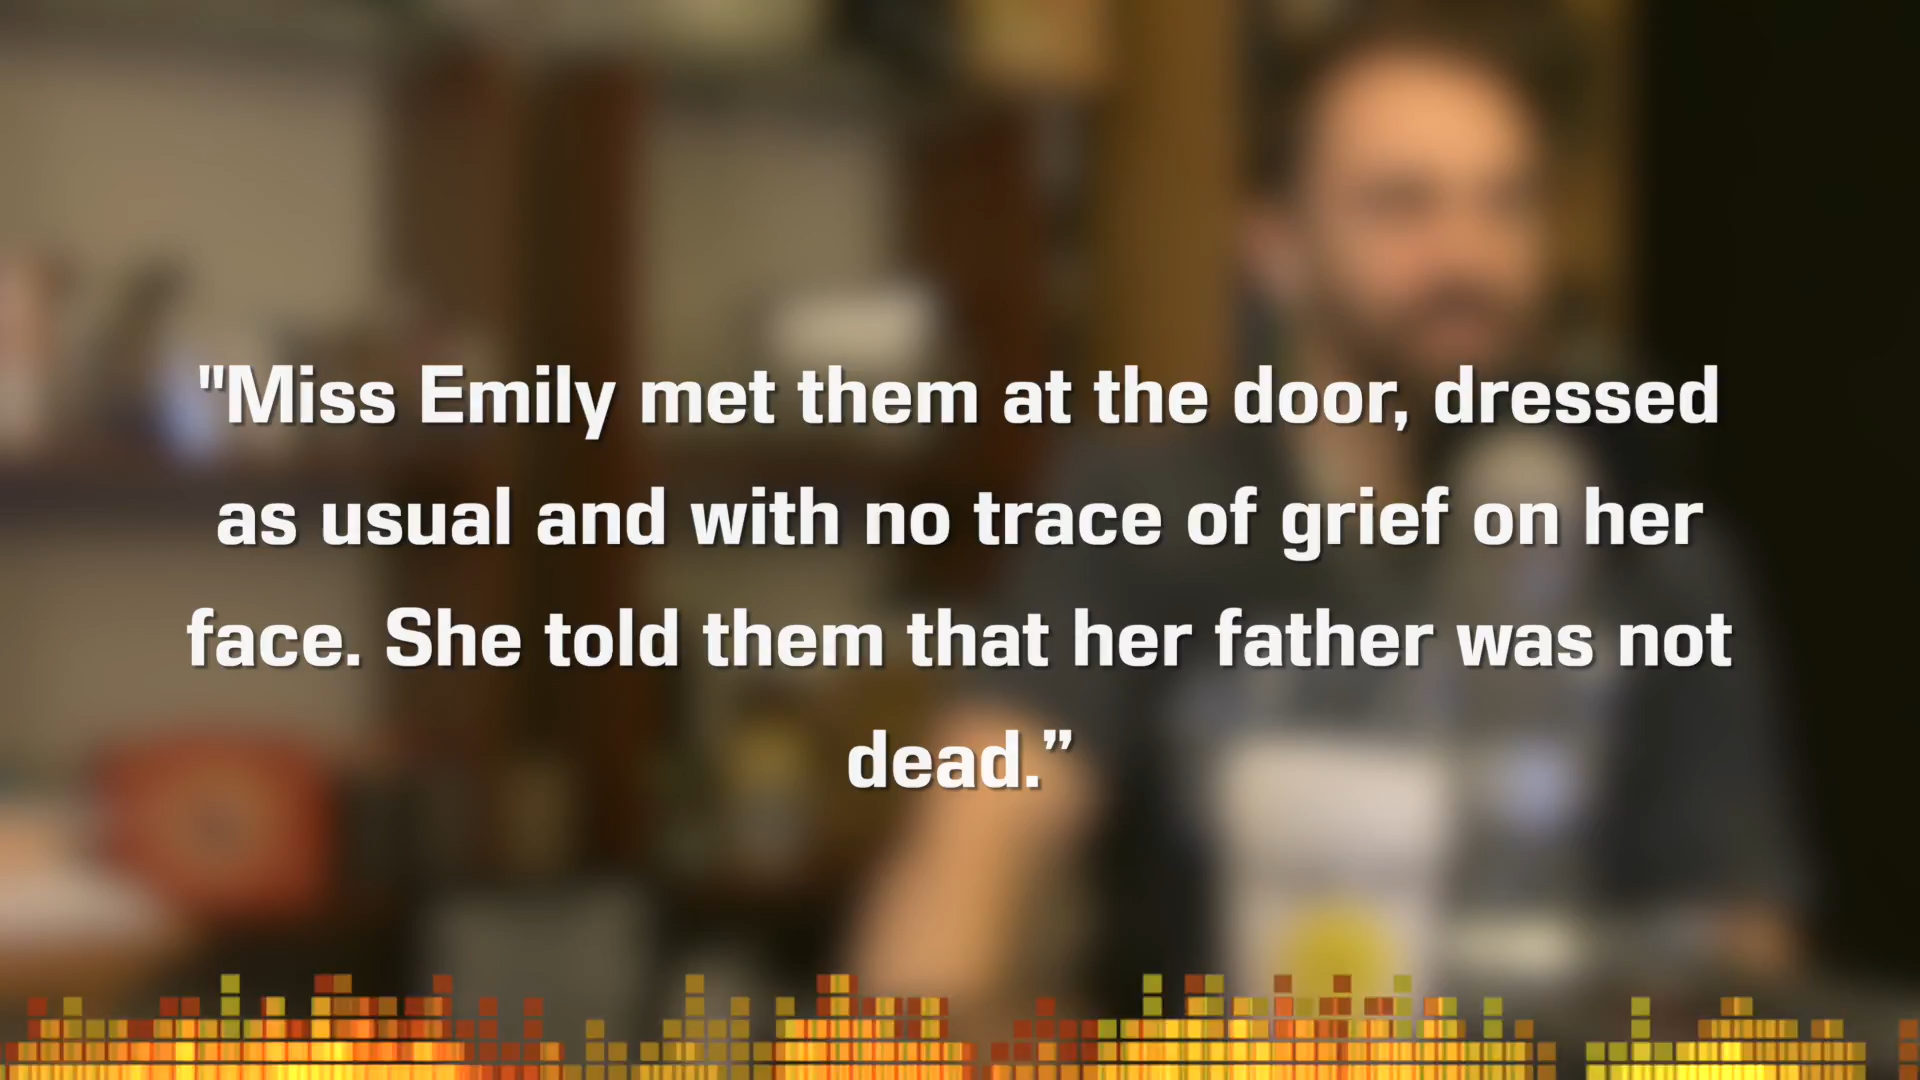 "Miss Emily met them at the door, dressed
as usual and with no trace of grief on her
face. She told them that her father was not
dead.”